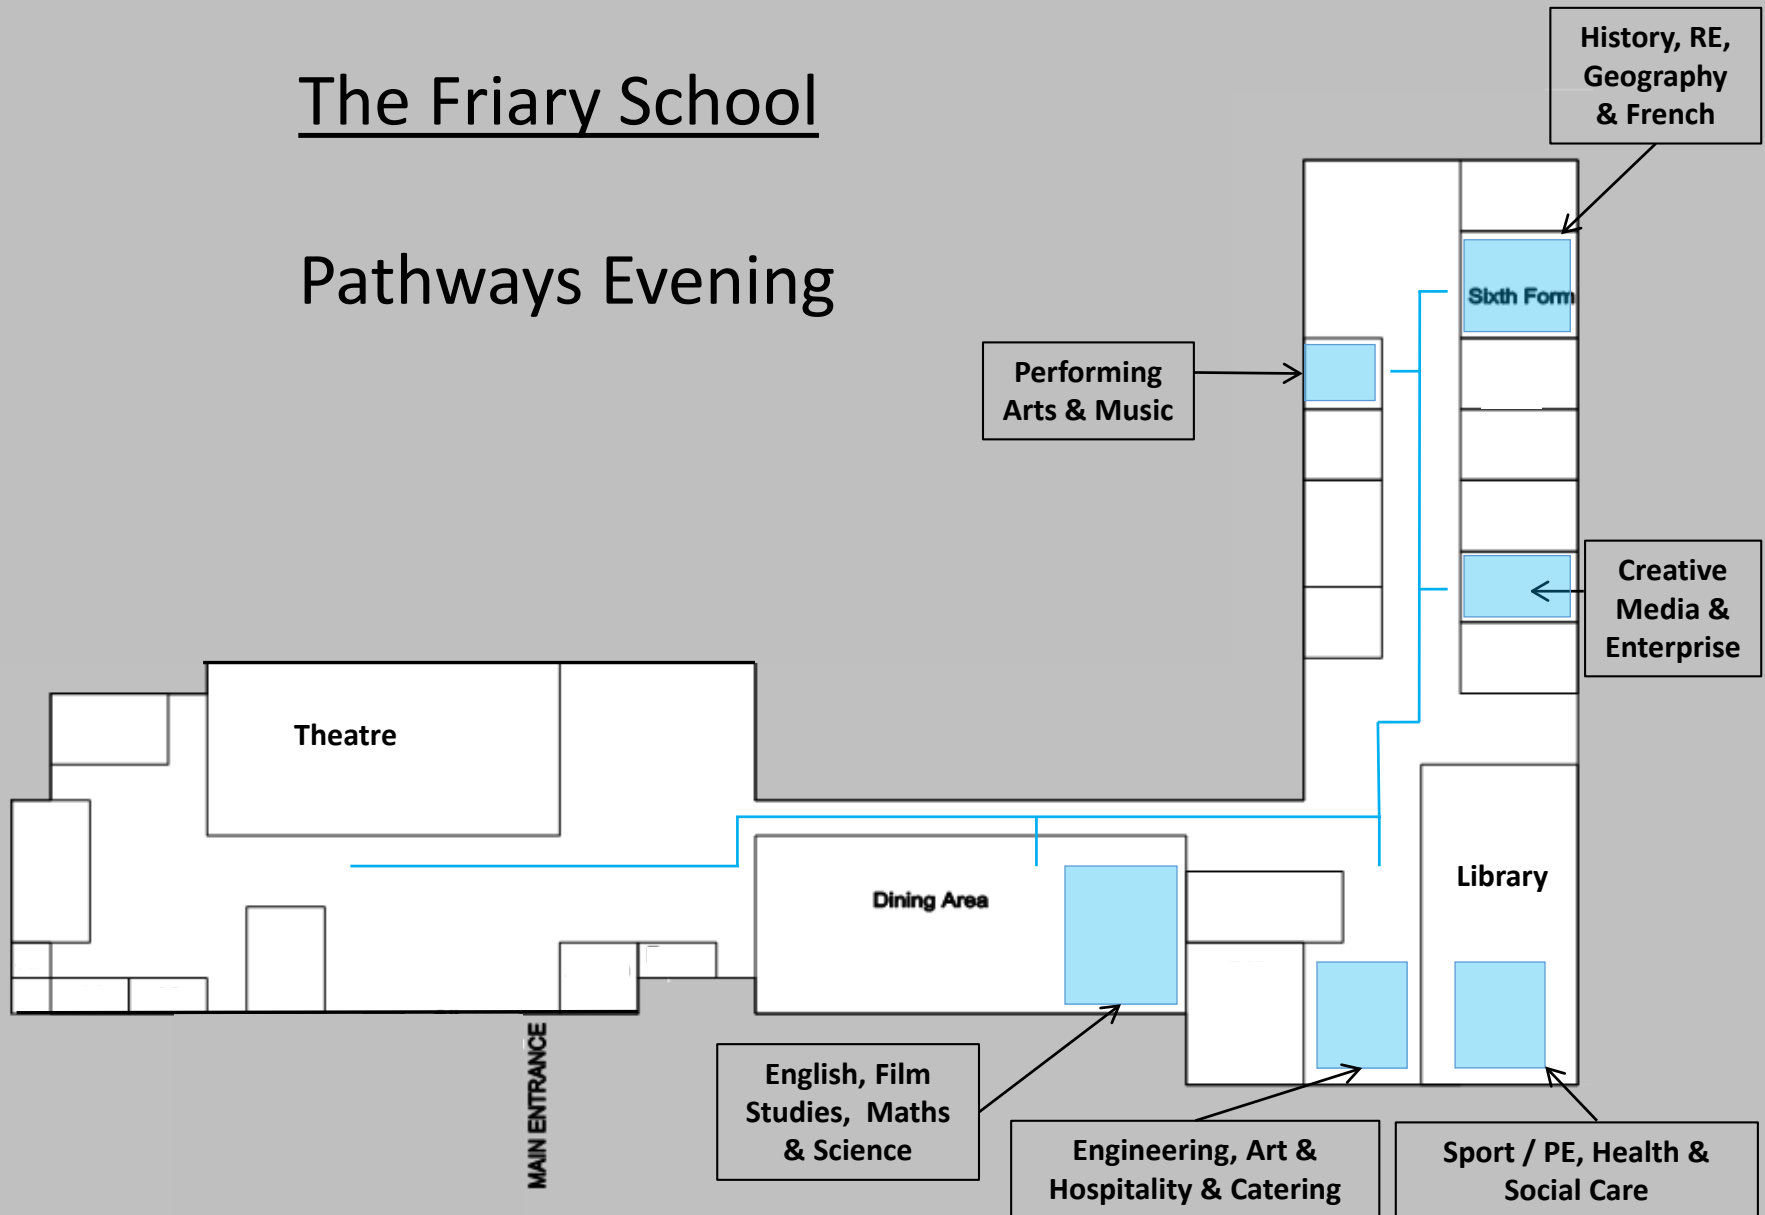 The Friary School
Pathways Evening
History, RE,
Geography
& French
Sixth Form
Performing
Arts & Music
Creative
Media &
Enterprise
Theatre
Dining Area
Library
MAIN ENTRANCE
English, Film
Studies, Maths
& Science
Engineering, Art &
Hospitality & Catering
Sport / PE, Health &
Social Care